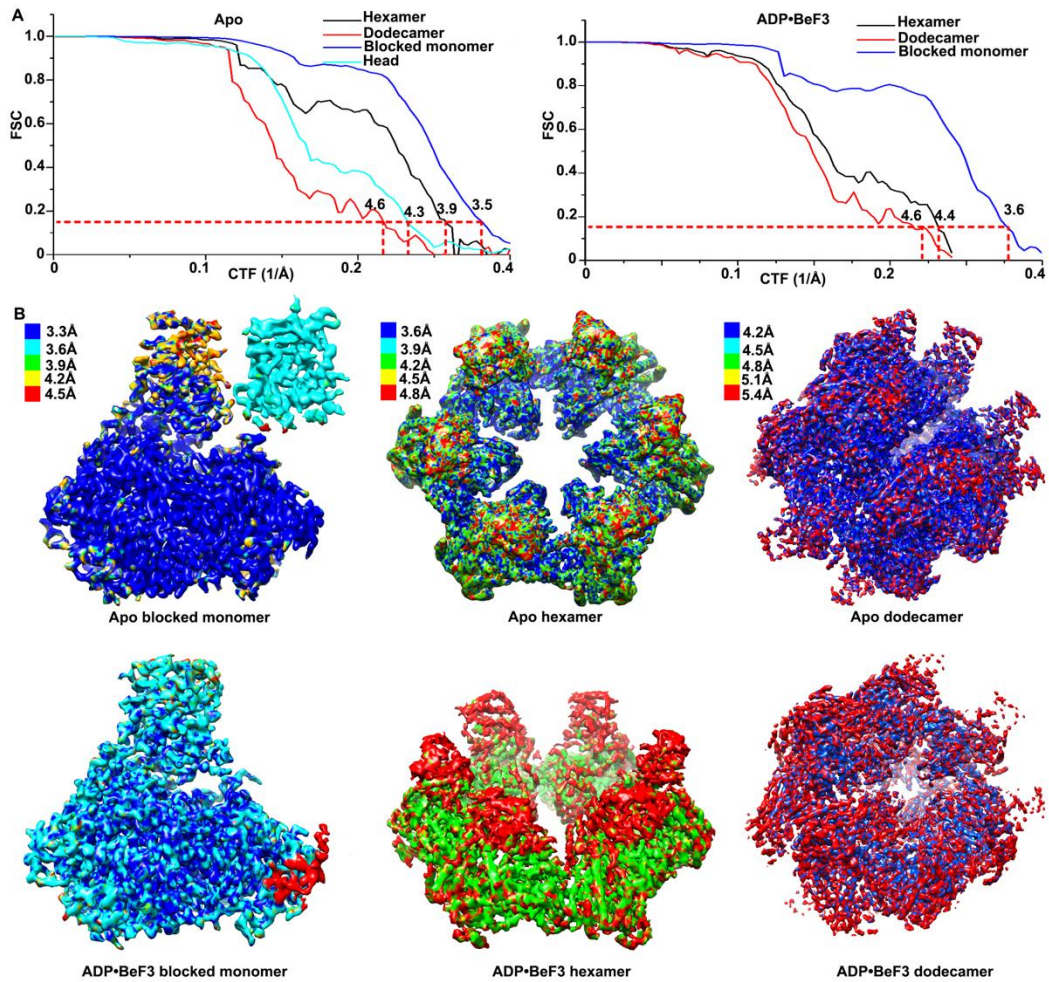 A
Apo
Hexamer
Dodecamer
Blocked monomer
Head
FSC
1.0
0.8
0.6
0.4
0.2
0
4.6
4.3
3.9
3.5
0
0.1
0.2
0.4
CTF (1/Å)
ADP•BeF3
Hexamer
Dodecamer
Blocked monomer
FSC
1.0
0.8
0.6
0.4
0.2
0
4.6
4.4
3.6
0
0.1
0.2
0.4
CTF (1/Å)
B
3.3Å
3.6Å
3.9Å
4.2Å
4.5Å
Apo blocked monomer
3.6Å
3.9Å
4.2Å
4.5Å
4.8Å
Apo hexamer
4.2Å
4.5Å
4.8Å
5.1Å
5.4Å
Apo dodecamer
ADP•BeF3 blocked monomer
ADP•BeF3 hexamer
ADP•BeF3 dodecamer